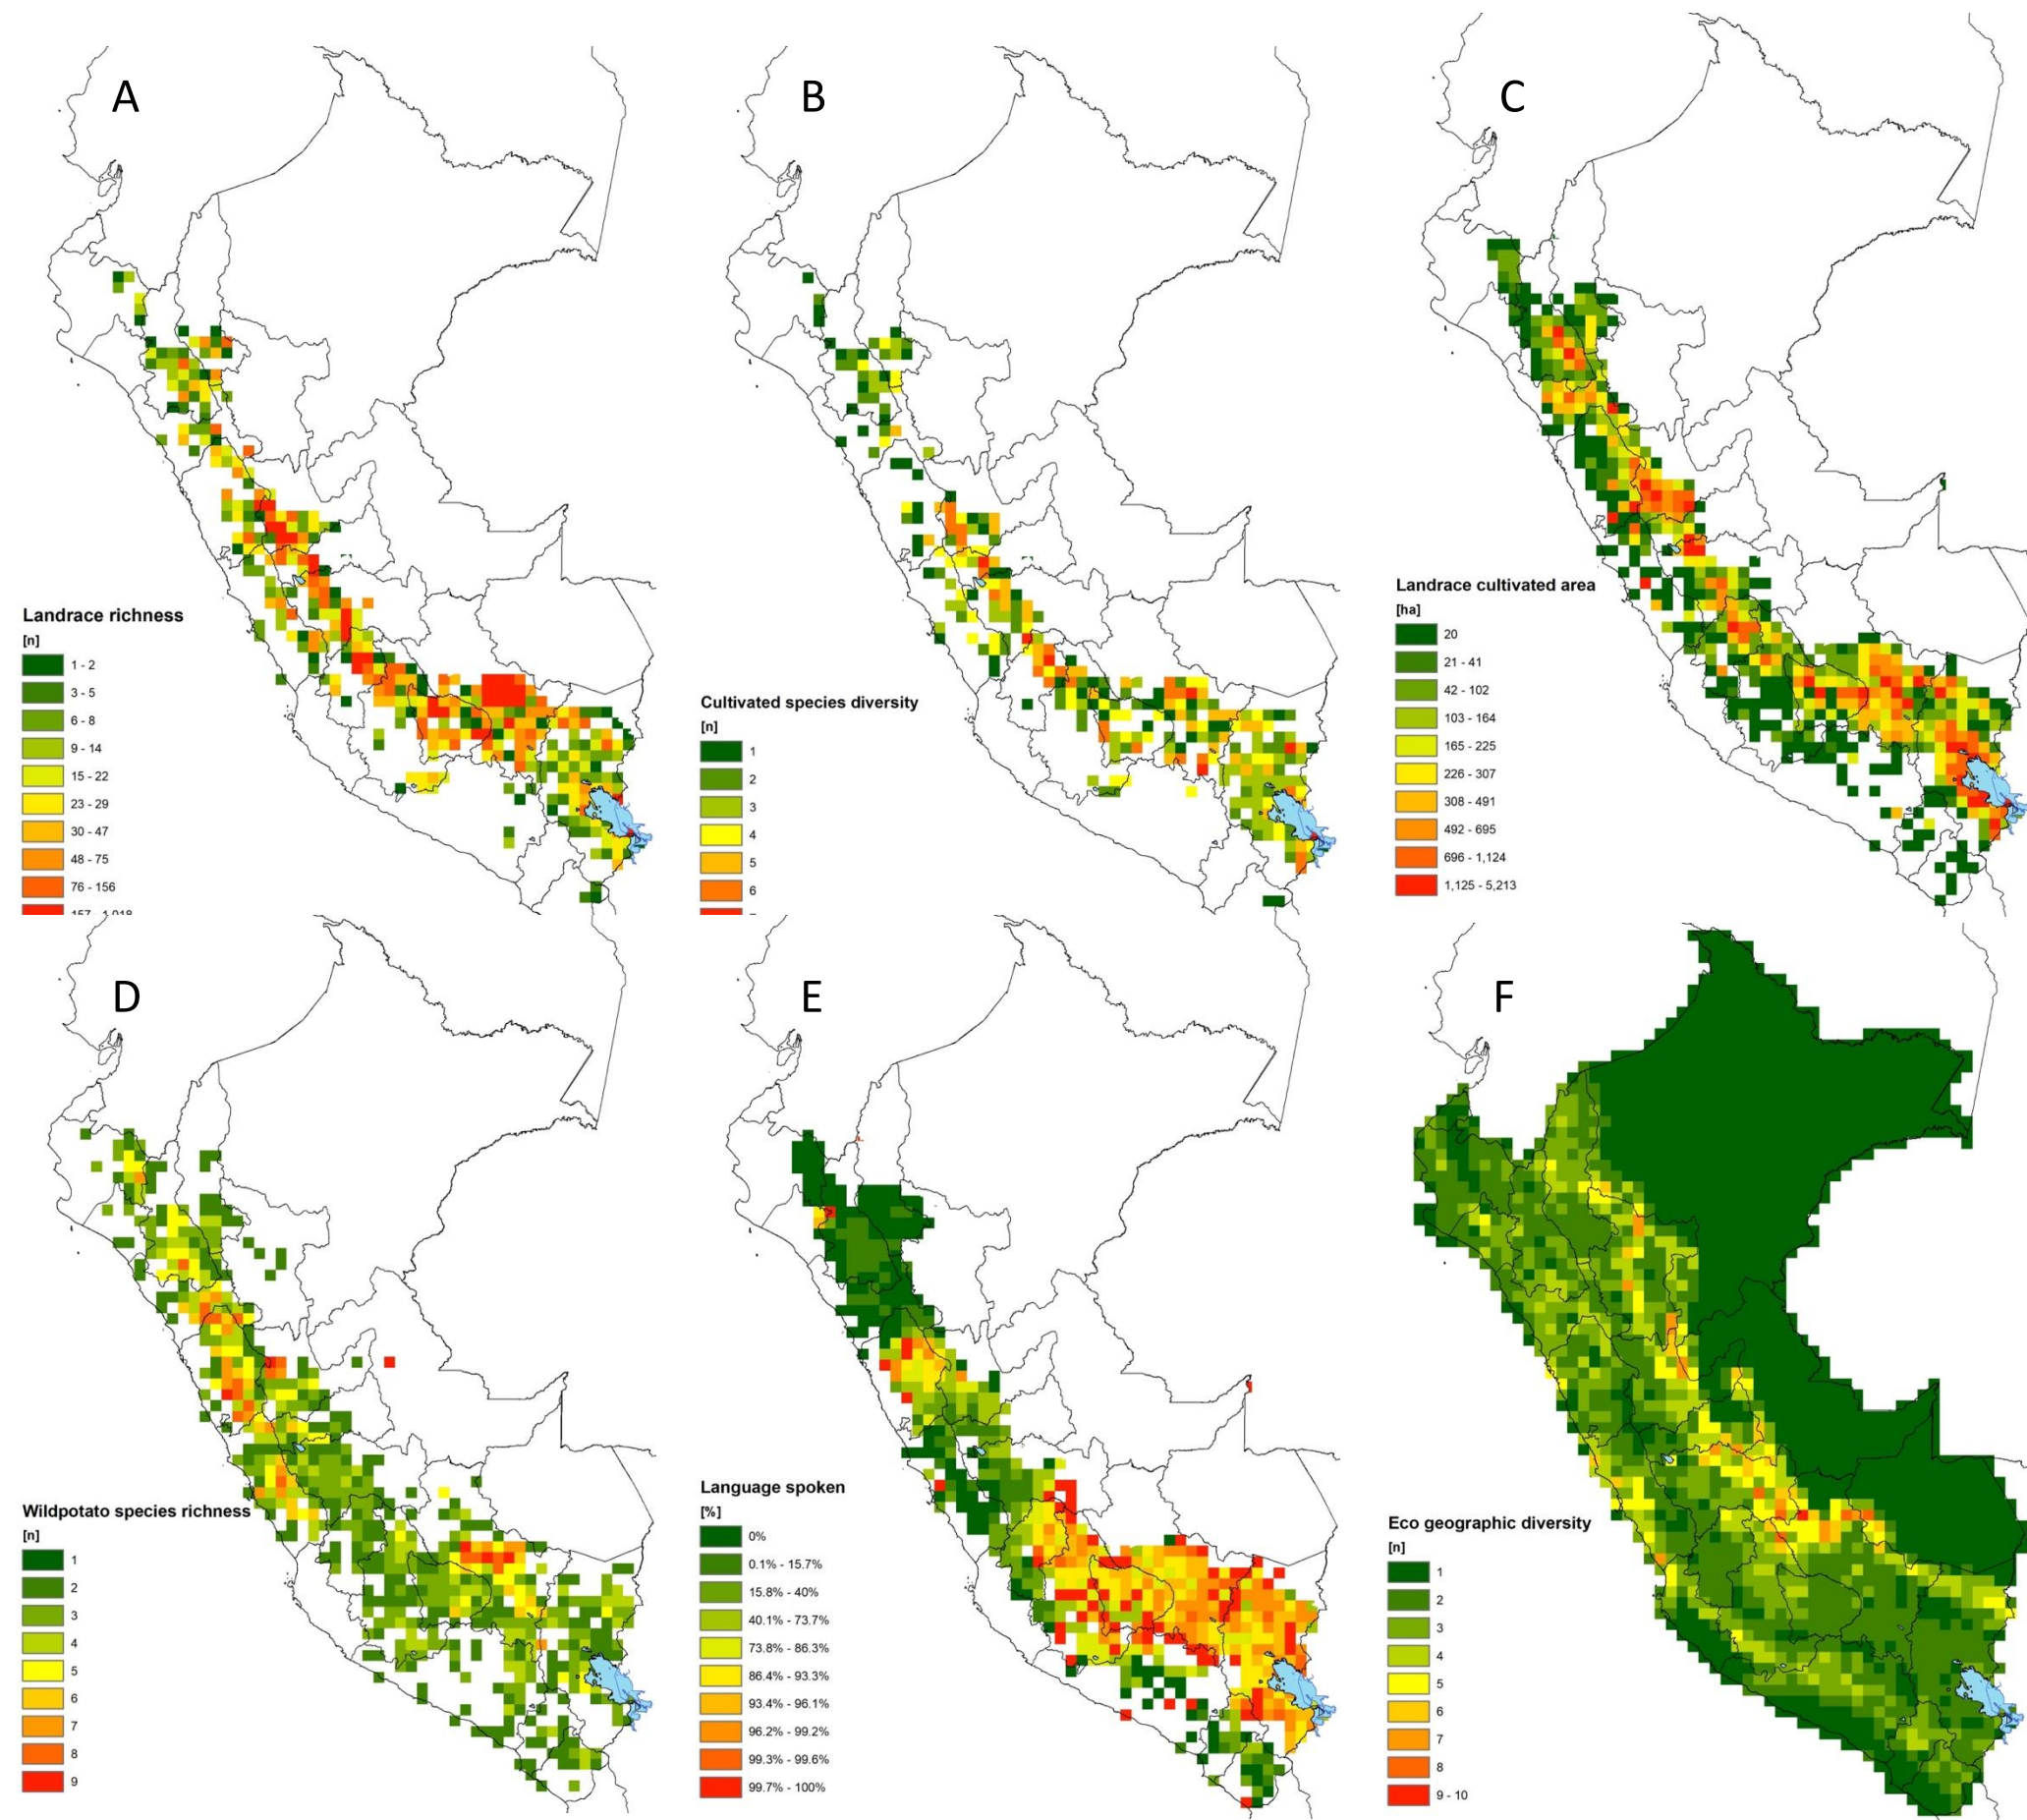 A
B
C
Landrace richness
[n]
1 - 2
3 - 5
6 - 8
9 - 14
15 - 22
23 - 29
30 - 47
48 - 75
76 - 156
157 - 1,018
Cultivated species diversity
[n]
1
2
3
4
5
6
Landrace cultivated area
[ha]
20
21 - 41
42 - 102
103 - 164
165 - 225
226 - 307
308 - 491
492 - 695
696 - 1,124
1,125 - 5,213
D
E
F
Wildpotato species richness
[n]
1
2
3
4
5
6
7
8
9
Language spoken
[%]
0%
0.1% - 15.7%
15.8% - 40%
40.1% - 73.7%
73.8% - 86.3%
86.4% - 93.3%
93.4% - 96.1%
96.2% - 99.2%
99.3% - 99.6%
99.7% - 100%
Eco geographic diversity
[n]
1
2
3
4
5
6
7
8
9 - 10